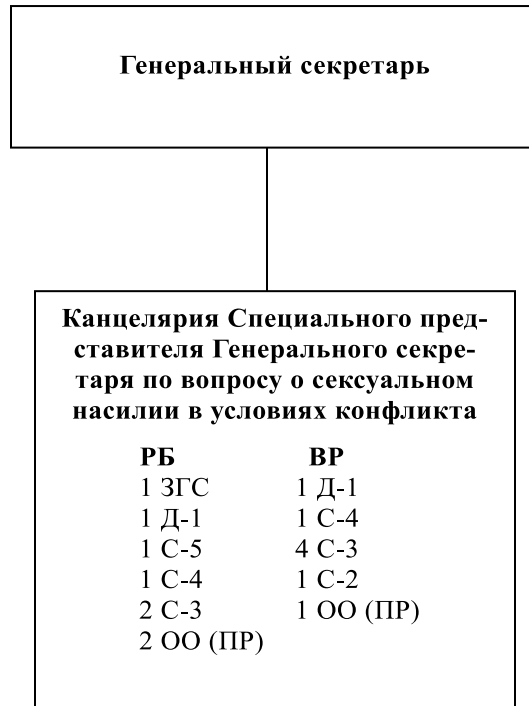 Генеральный секретарь
Канцелярия Специального пред-
ставителя Генерального секре-
таря по вопросу о сексуальном
насилии в условиях конфликта
РБ ВР
1 ЗГС 1 Д-1
1 Д-1 1 С-4
1 С-5 4 С-3
1 С-4 1 С-2
2 С-3 1 ОО (ПР)
2 ОО (ПР)